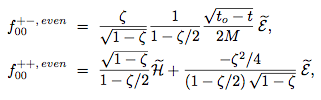 f_{00}^{+-, even} = \frac{\zeta}{\sqrt{1-\zeta}} \frac{1}{1-\zeta/2} \frac{\sqrt{t_o-t}}{2M} \widetilde{\mathcal{E}},
f_{00}^{++, even} = \frac{\sqrt{1-\zeta}}{1-\zeta/2} \widetilde{\mathcal{H}} + \frac{-\zeta^2/4}{(1-\zeta/2)\sqrt{1-\zeta}} \widetilde{\mathcal{E}},